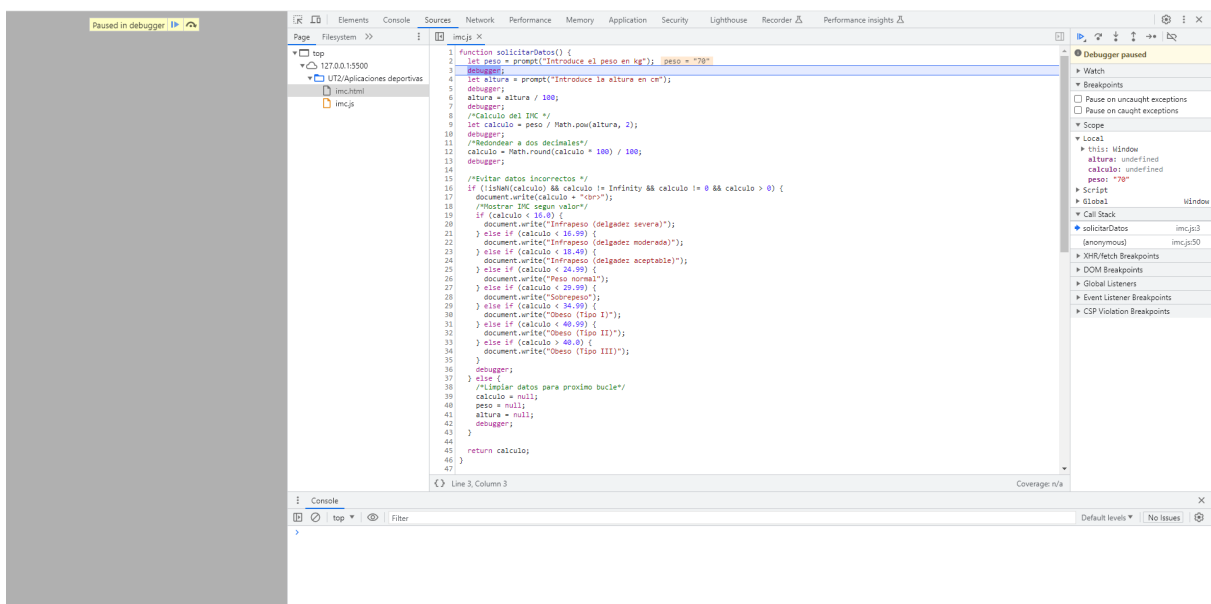 Paused in debugger
Elements Console Sources Network Performance Memory Application Security Lighthouse Recorder Performance insights
Page Filesystem >> imc.js ×
top
127.0.0.1:5500
UT2/Aplicaciones deportivas
imc.html
imc.js
1 function solicitarDatos() {
2 let peso = prompt("Introduce el peso en kg"); peso = "70"
3 debugger;
4 let altura = prompt("Introduce la altura en cm");
5 debugger;
6 altura = altura / 100;
7 debugger;
8 /*Calculo del IMC */
9 let calculo = peso / Math.pow(altura, 2);
10 debugger;
11 /*Redondear a dos decimales*/
12 calculo = Math.round(calculo * 100) / 100;
13 debugger;
14
15 /*Evitar datos incorrectos */
16 if (!isNaN(calculo) && calculo != Infinity && calculo != 0 && calculo > 0) {
17 document.write(calculo + "<br>");
18 /*Mostrar IMC segun valor*/
19 if (calculo < 16.0) {
20 document.write("Infrapeso (delgadez severa)");
21 } else if (calculo < 16.99) {
22 document.write("Infrapeso (delgadez moderada)");
23 } else if (calculo < 18.49) {
24 document.write("Infrapeso (delgadez aceptable)");
25 } else if (calculo < 24.99) {
26 document.write("Peso normal");
27 } else if (calculo < 29.99) {
28 document.write("Sobrepeso");
29 } else if (calculo < 34.99) {
30 document.write("Obeso (Tipo I)");
31 } else if (calculo < 40.99) {
32 document.write("Obeso (Tipo II)");
33 } else if (calculo > 40.0) {
34 document.write("Obeso (Tipo III)");
35 }
36 debugger;
37 } else {
38 /*Limpiar datos para proximo bucle*/
39 calculo = null;
40 peso = null;
41 altura = null;
42 debugger;
43 }
44
45 return calculo;
46 }
47
{} Line 3, Column 3 Coverage: n/a
Debugger paused
Watch
Breakpoints
Pause on uncaught exceptions
Pause on caught exceptions
Scope
Local
this: Window
altura: undefined
calculo: undefined
peso: "70"
Script
Global Window
Call Stack
solicitarDatos imc.js:3
(anonymous) imc.js:50
XHR/fetch Breakpoints
DOM Breakpoints
Global Listeners
Event Listener Breakpoints
CSP Violation Breakpoints
Console ×
top Filter Default levels No Issues
>